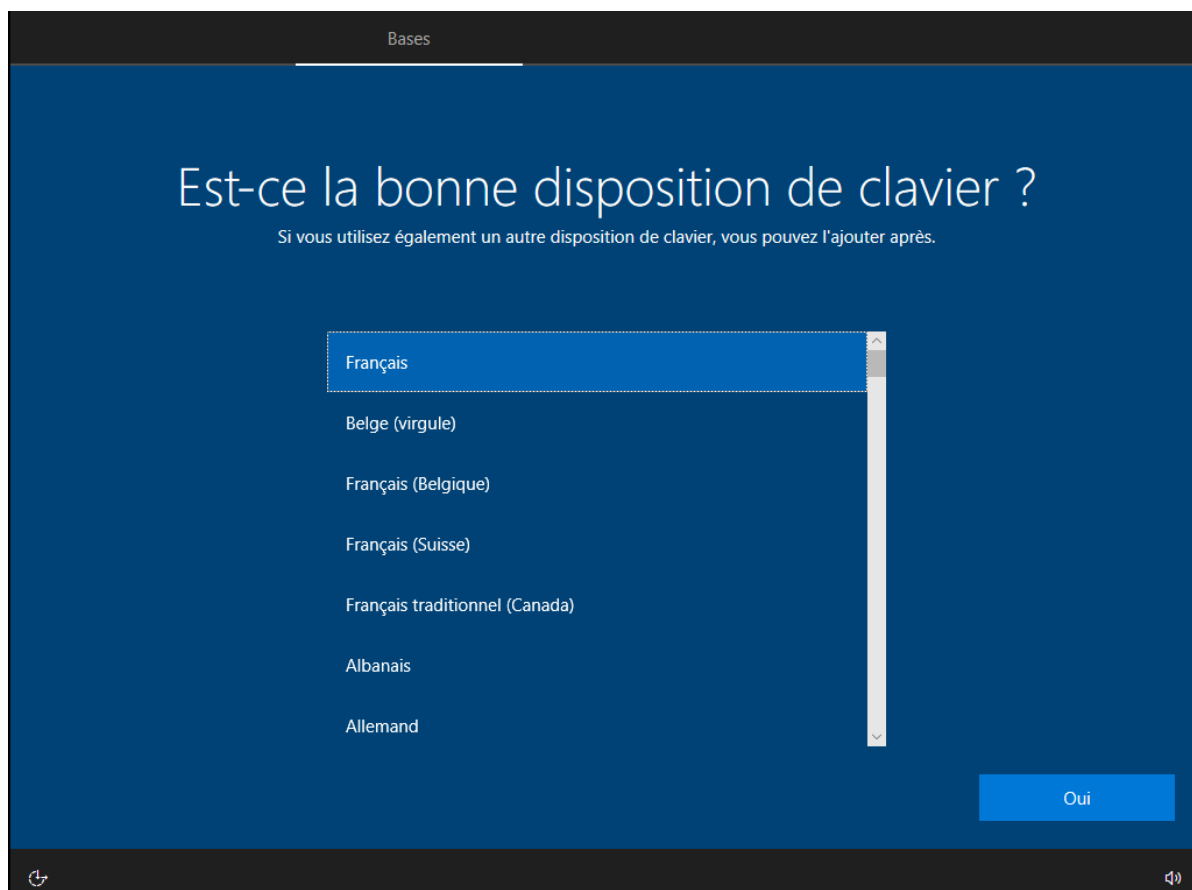 Bases
Est-ce la bonne disposition de clavier ?
Si vous utilisez également un autre disposition de clavier, vous pouvez l'ajouter après.
Français
Belge (virgule)
Français (Belgique)
Français (Suisse)
Français traditionnel (Canada)
Albanais
Allemand
Oui